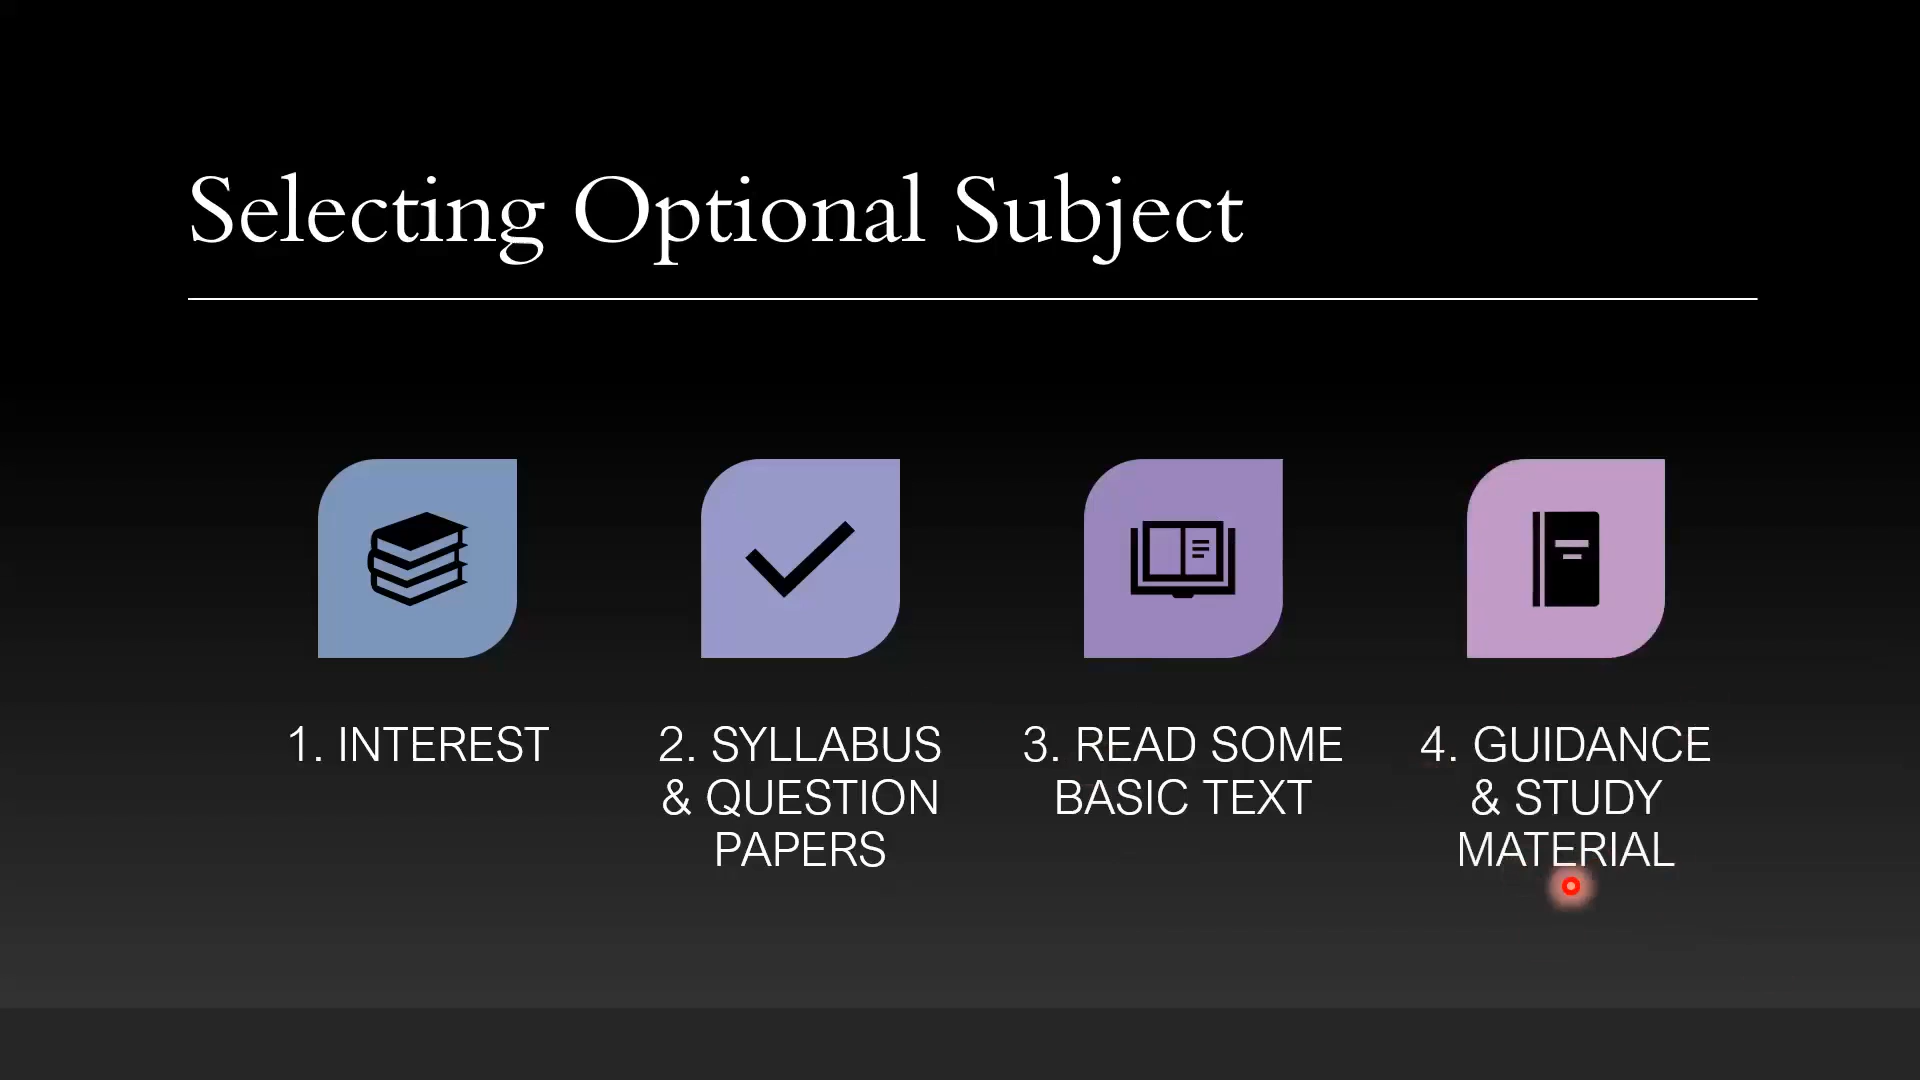 Selecting Optional Subject
1. INTEREST
2. SYLLABUS
& QUESTION
PAPERS
3. READ SOME
BASIC TEXT
4. GUIDANCE
& STUDY
MATERIAL